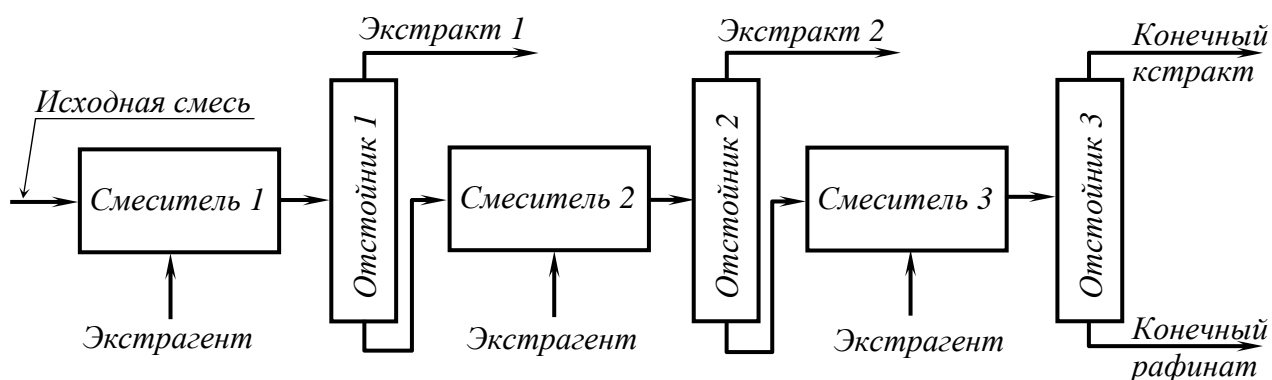 Экстракт 1
Экстракт 2
Конечный
кстракт
Исходная смесь
Смеситель 1
Отстойник 1
Смеситель 2
Отстойник 2
Смеситель 3
Отстойник 3
Экстрагент
Экстрагент
Экстрагент
Конечный
рафинат